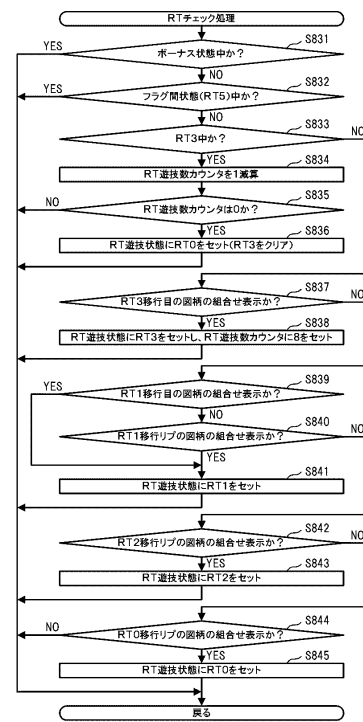 RTチェック処理
S831
ボーナス状態中か?
YES
NO
S832
フラグ間状態(RT5)中か?
YES
NO
S833
RT3中か?
NO
YES
S834
RT遊技数カウンタを1減算
S835
RT遊技数カウンタは0か?
NO
YES
S836
RT遊技状態にRT0をセット(RT3をクリア)
S837
RT3移行目の図柄の組合せ表示か?
NO
YES
S838
RT遊技状態にRT3をセットし、RT遊技数カウンタに8をセット
S839
RT1移行目の図柄の組合せ表示か?
YES
NO
S840
RT1移行リプの図柄の組合せ表示か?
NO
YES
S841
RT遊技状態にRT1をセット
S842
RT2移行リプの図柄の組合せ表示か?
NO
YES
S843
RT遊技状態にRT2をセット
S844
RT0移行リプの図柄の組合せ表示か?
NO
YES
S845
RT遊技状態にRT0をセット
戻る